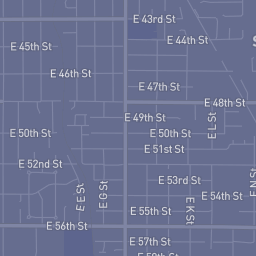 E 43rd St
E 44th St
E 45th St
E 46th St
E 47th St
E 48th St
E 49th St
E L St
E 50th St
E 50th St
E 51st St
E 52nd St
E 53rd St
E 54th St
E N St
E E St
E G St
E K St
E 55th St
E 56th St
E 57th St